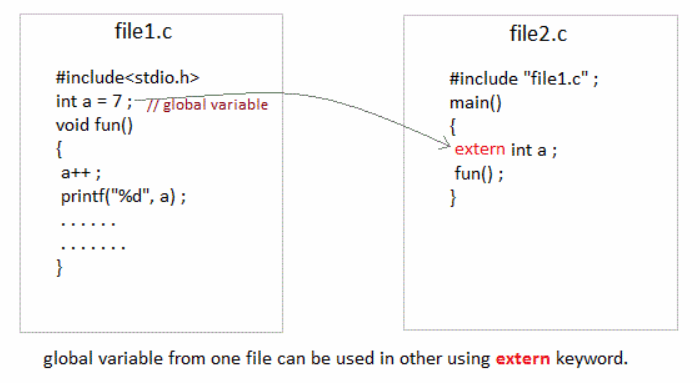 file1.c
#include<stdio.h>
int a = 7 ; // global variable
void fun()
{
a++ ;
printf("%d", a) ;
. . . . . .
. . . . . . .
}
file2.c
#include "file1.c" ;
main()
{
extern int a ;
fun() ;
}
global variable from one file can be used in other using extern keyword.